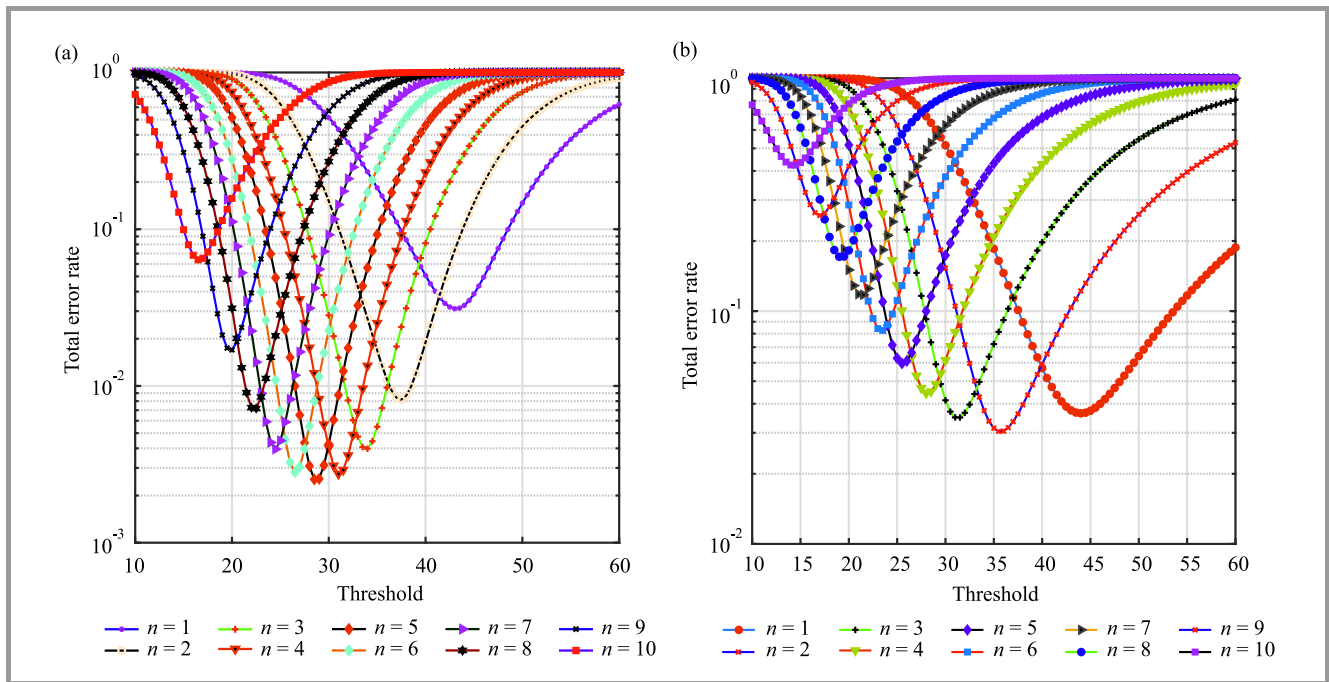 (a)
10^0
10^-1
10^-2
10^-3
Total error rate
10 20 30 40 50 60
Threshold
n = 1 n = 3 n = 5 n = 7 n = 9
n = 2 n = 4 n = 6 n = 8 n = 10
(b)
10^0
10^-1
10^-2
Total error rate
10 15 20 25 30 35 40 45 50 55 60
Threshold
n = 1 n = 3 n = 5 n = 7 n = 9
n = 2 n = 4 n = 6 n = 8 n = 10